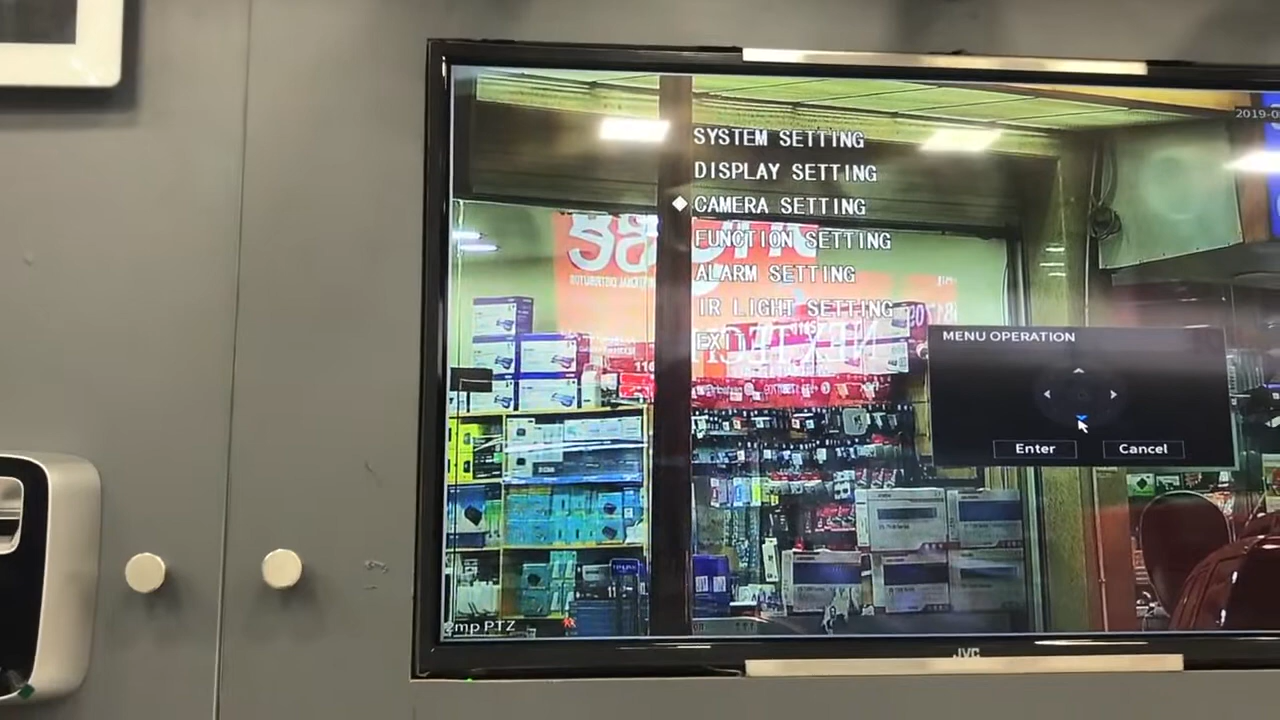 2019-0
SYSTEM SETTING
DISPLAY SETTING
CAMERA SETTING
FUNCTION SETTING
ALARM SETTING
IR LIGHT SETTING
EXIT
NEXTECH
MENU OPERATION
Enter
Cancel
2mp PTZ
JVC